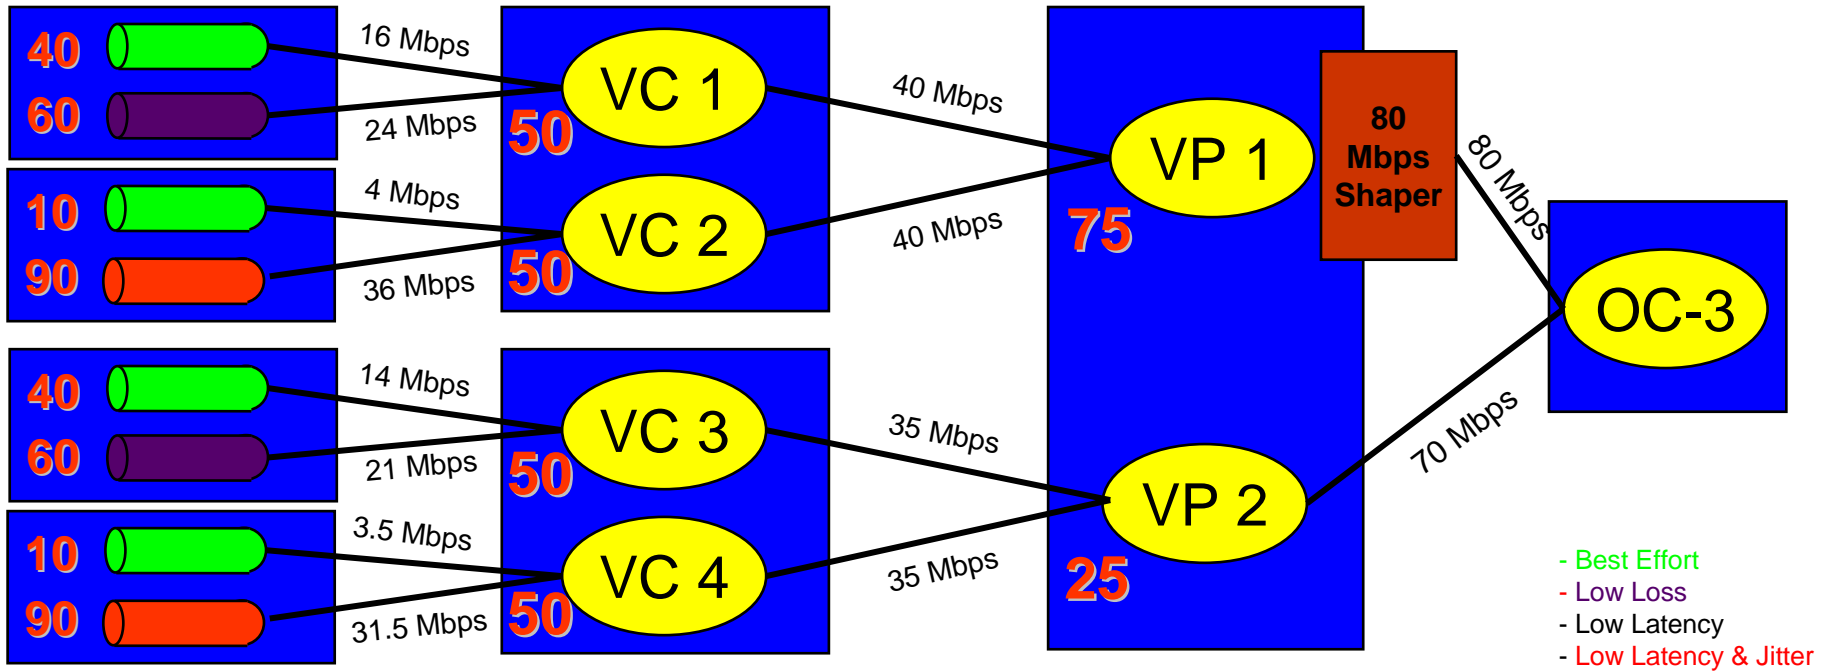 40
16 Mbps
60
24 Mbps
VC 1
50
40 Mbps
10
4 Mbps
90
36 Mbps
VC 2
50
40 Mbps
VP 1
75
80
Mbps
Shaper
80 Mbps
OC-3
40
14 Mbps
60
21 Mbps
VC 3
50
35 Mbps
10
3.5 Mbps
90
31.5 Mbps
VC 4
50
35 Mbps
VP 2
25
70 Mbps
- Best Effort
- Low Loss
- Low Latency
- Low Latency & Jitter